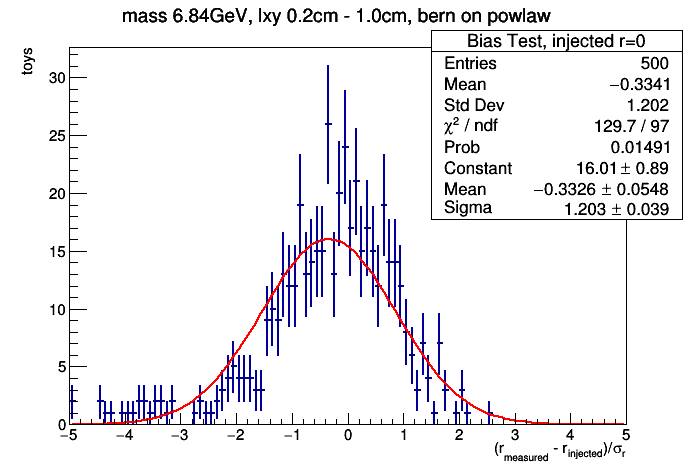 mass 6.84GeV, lxy 0.2cm - 1.0cm, bern on powlaw
Bias Test, injected r=0
Entries 500
Mean −0.3341
Std Dev 1.202
χ² / ndf 129.7 / 97
Prob 0.01491
Constant 16.01 ± 0.89
Mean −0.3326 ± 0.0548
Sigma 1.203 ± 0.039
toys
30
25
20
15
10
5
0
−5 −4 −3 −2 −1 0 1 2 3 4 5
(r_measured - r_injected)/σ_r